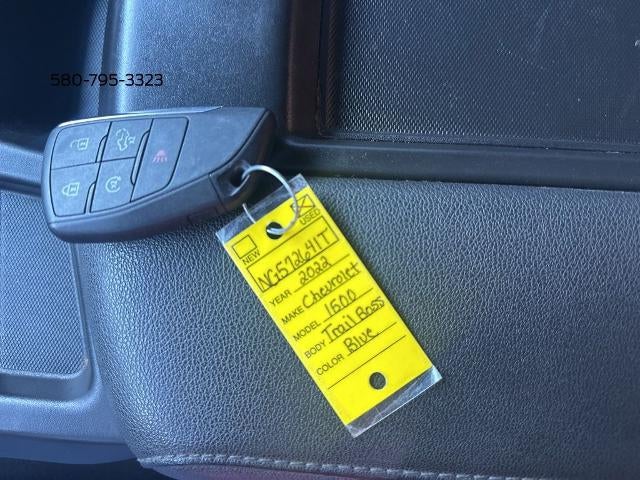 580-795-3323
NEW
USED
NG572641T
YEAR 2022
MAKE Chevrolet
MODEL 1500
BODY Trail Boss
COLOR Blue